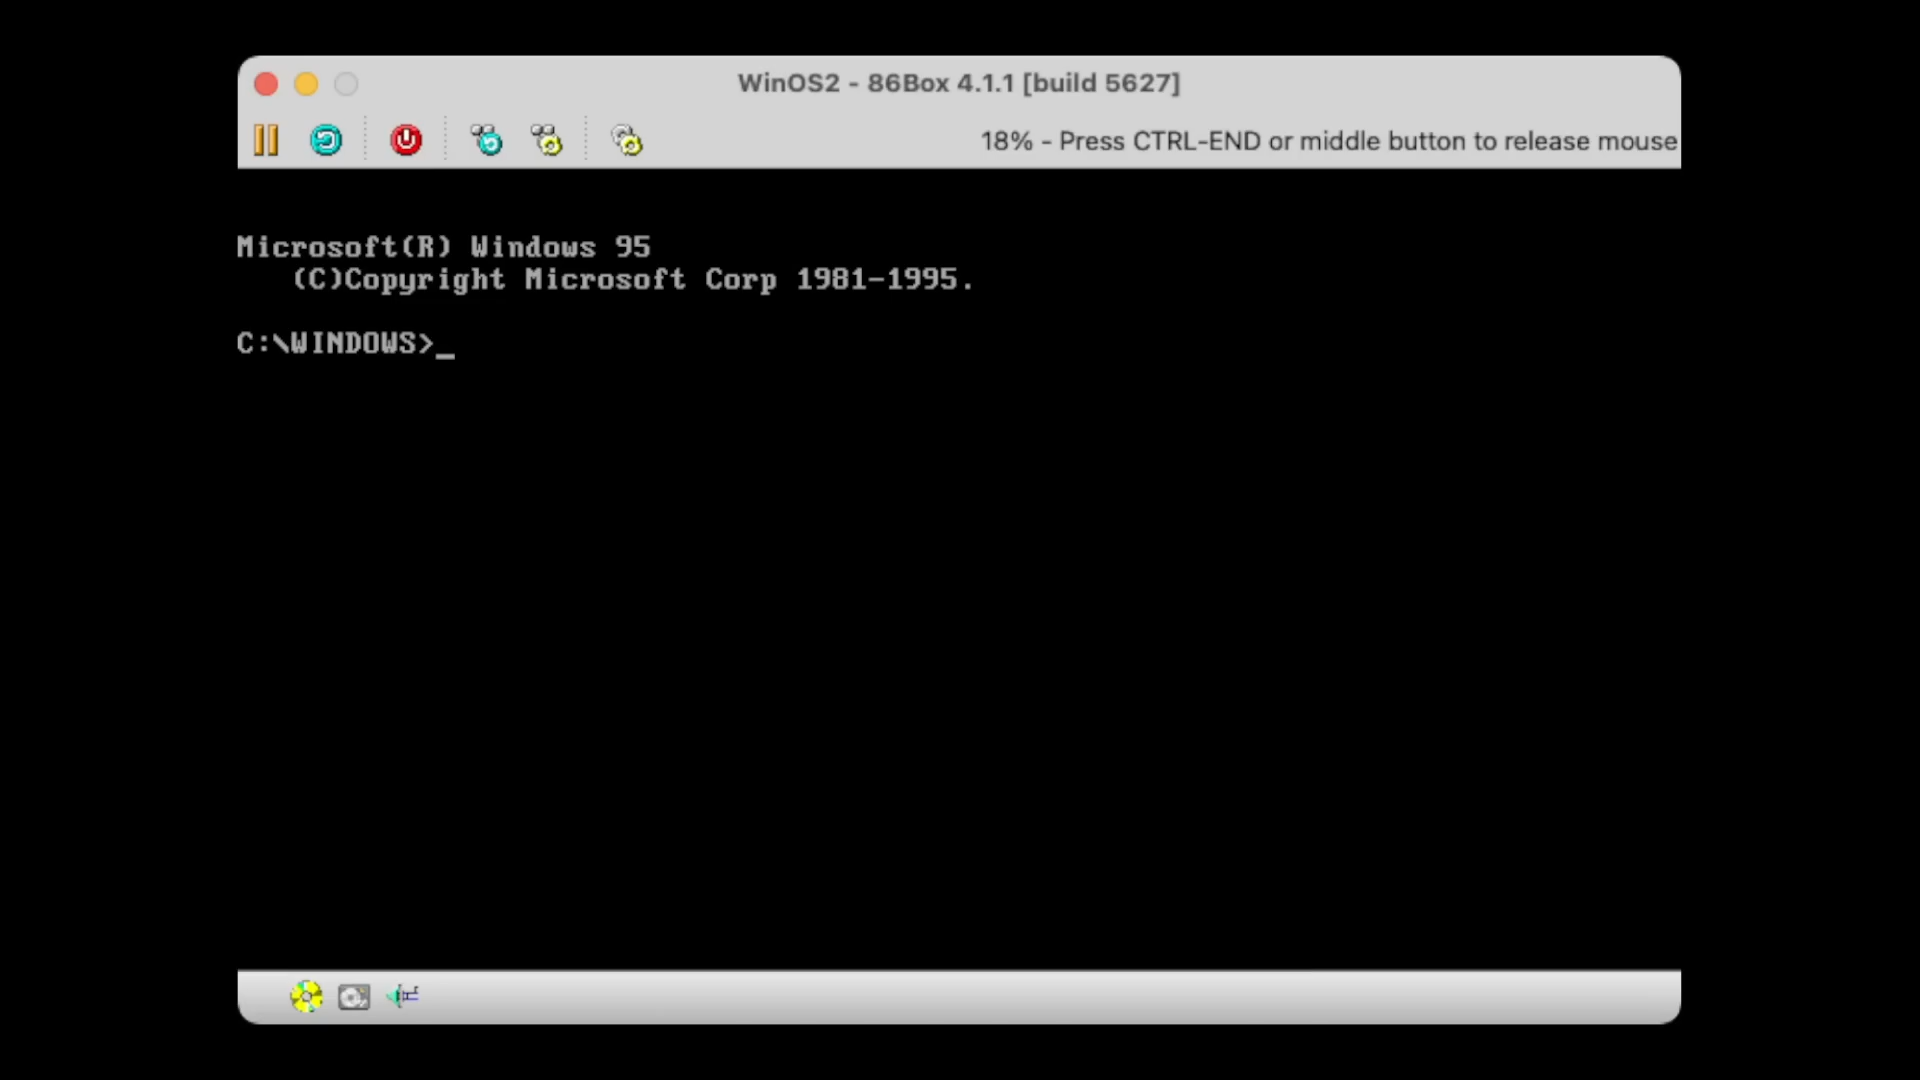 WinOS2 - 86Box 4.1.1 [build 5627]
18% - Press CTRL-END or middle button to release mouse
Microsoft(R) Windows 95
(C)Copyright Microsoft Corp 1981-1995.
C:\WINDOWS>_